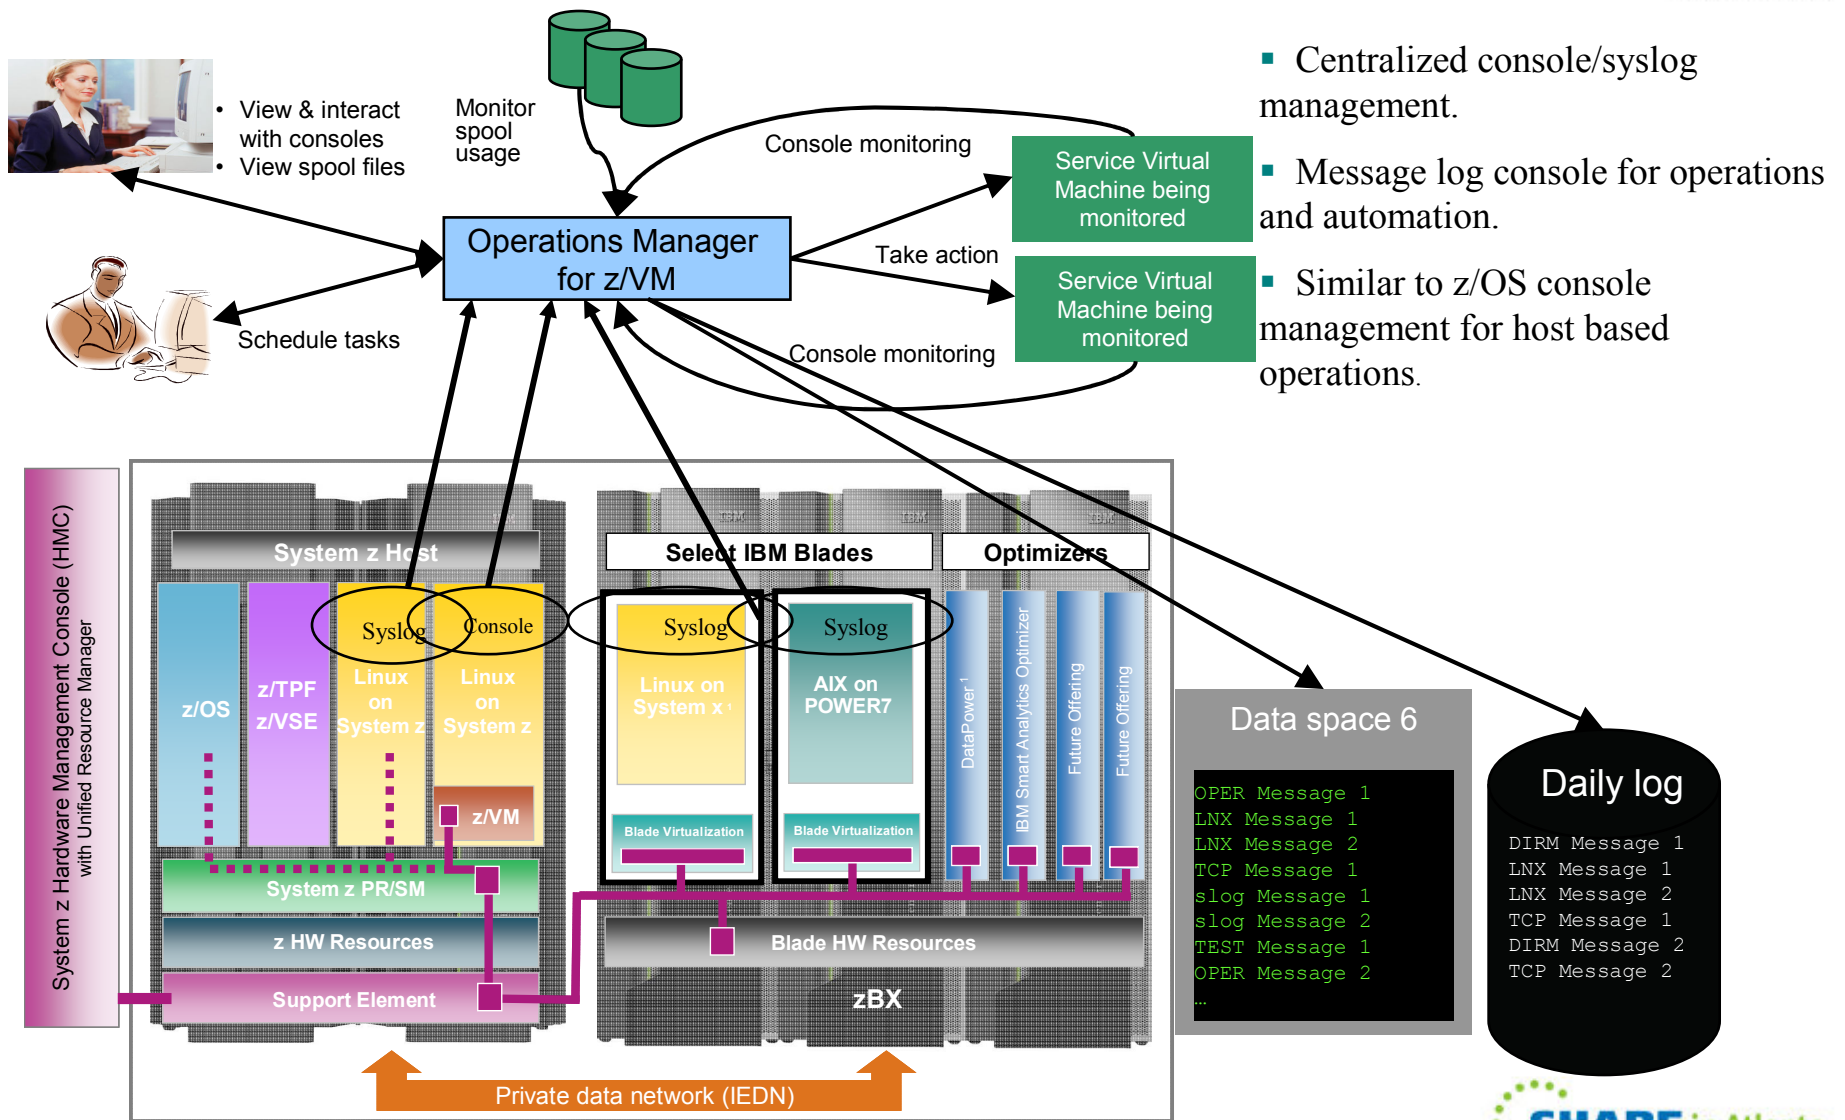 • View & interact
with consoles
• View spool files
Monitor
spool
usage
Console monitoring
Service Virtual
Machine being
monitored
▪ Centralized console/syslog
management.
▪ Message log console for operations
and automation.
▪ Similar to z/OS console
management for host based
operations.
Operations Manager
for z/VM
Take action
Service Virtual
Machine being
monitored
Schedule tasks
Console monitoring
System z Hardware Management Console (HMC)
with Unified Resource Manager
System z Host
z/OS
z/TPF
z/VSE
Syslog
Linux
on
System z
Console
Linux
on
System z
z/VM
System z PR/SM
z HW Resources
Support Element
IBM
IBM
IBM
IBM
Select IBM Blades
Optimizers
Syslog
Linux on
System x 1
Blade Virtualization
Syslog
AIX on
POWER7
Blade Virtualization
DataPower 1
IBM Smart Analytics Optimizer
Future Offering
Future Offering
Blade HW Resources
zBX
Private data network (IEDN)
Data space 6
OPER Message 1
LNX Message 1
LNX Message 2
TCP Message 1
slog Message 1
slog Message 2
TEST Message 1
OPER Message 2
…
Daily log
DIRM Message 1
LNX Message 1
LNX Message 2
TCP Message 1
DIRM Message 2
TCP Message 2